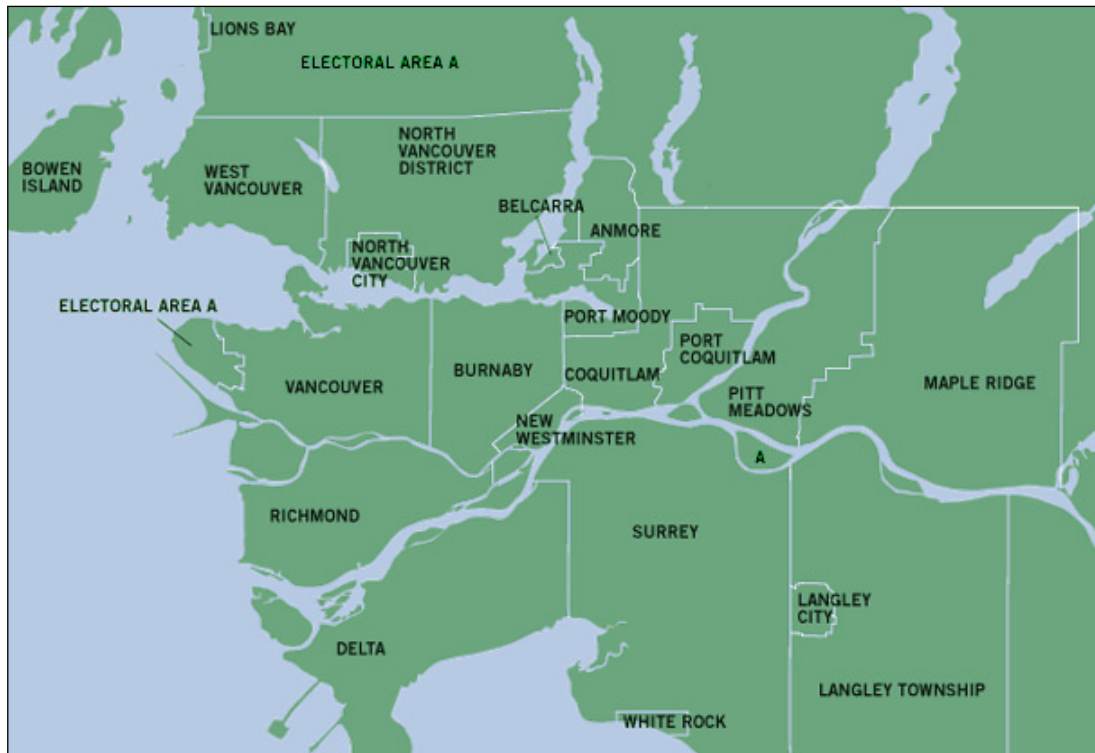 LIONS BAY
ELECTORAL AREA A
BOWEN
ISLAND
WEST
VANCOUVER
NORTH
VANCOUVER
DISTRICT
BELCARRA
ANMORE
NORTH
VANCOUVER
CITY
ELECTORAL AREA A
PORT MOODY
PORT
COQUITLAM
VANCOUVER
BURNABY
COQUITLAM
PITT
MEADOWS
MAPLE RIDGE
NEW
WESTMINSTER
A
RICHMOND
SURREY
LANGLEY
CITY
DELTA
LANGLEY TOWNSHIP
WHITE ROCK